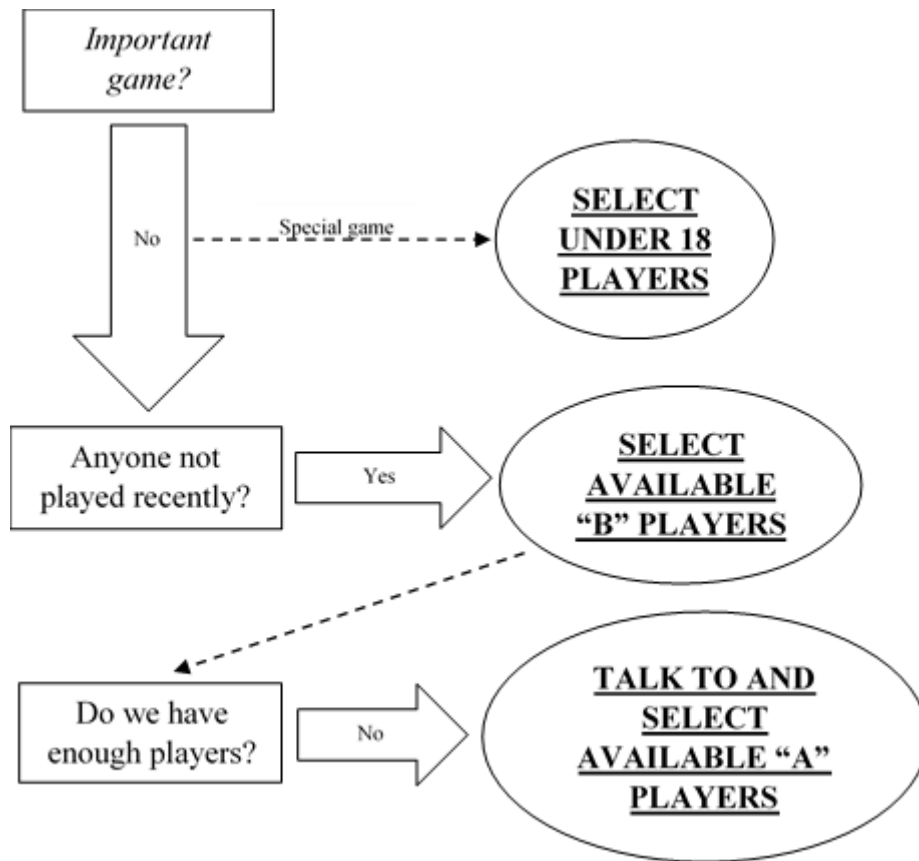 Important
game?
No
Special game
SELECT
UNDER 18
PLAYERS
Anyone not
played recently?
Yes
SELECT
AVAILABLE
“B” PLAYERS
Do we have
enough players?
No
TALK TO AND
SELECT
AVAILABLE “A”
PLAYERS